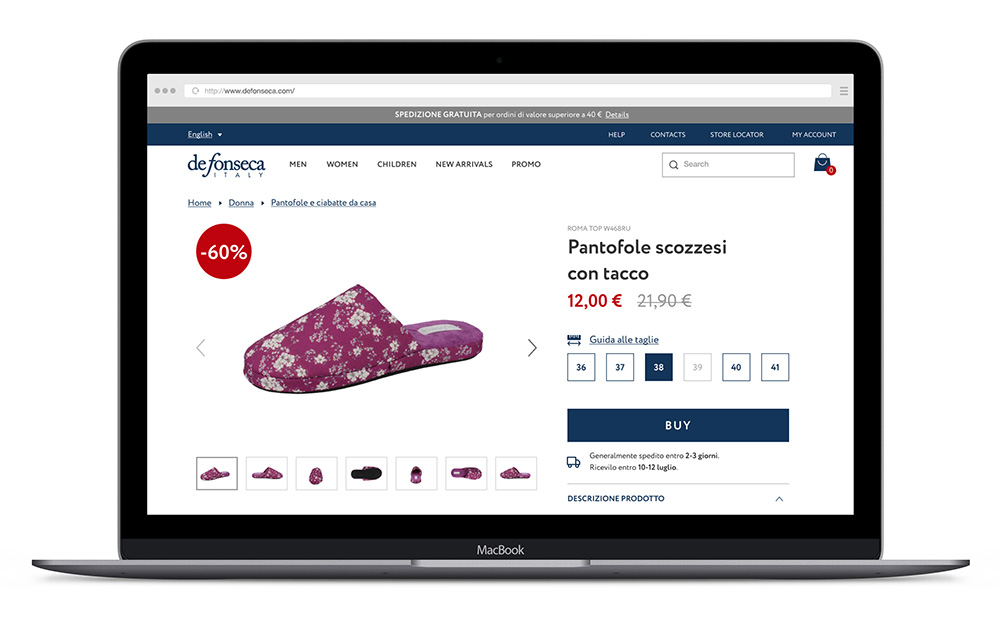 http://www.defonseca.com/
SPEDIZIONE GRATUITA per ordini di valore superiore a 40 € Details
English
HELP CONTACTS STORE LOCATOR MY ACCOUNT
defonseca
ITALY
MEN WOMEN CHILDREN NEW ARRIVALS PROMO
Search
0
Home Donna Pantofole e ciabatte da casa
-60%
ROMA TOP W468RU
Pantofole scozzesi
con tacco
12,00 € 21,90 €
Guida alle taglie
36 37 38 39 40 41
BUY
Generalmente spedito entro 2-3 giorni.
Ricevilo entro 10-12 luglio.
DESCRIZIONE PRODOTTO
MacBook